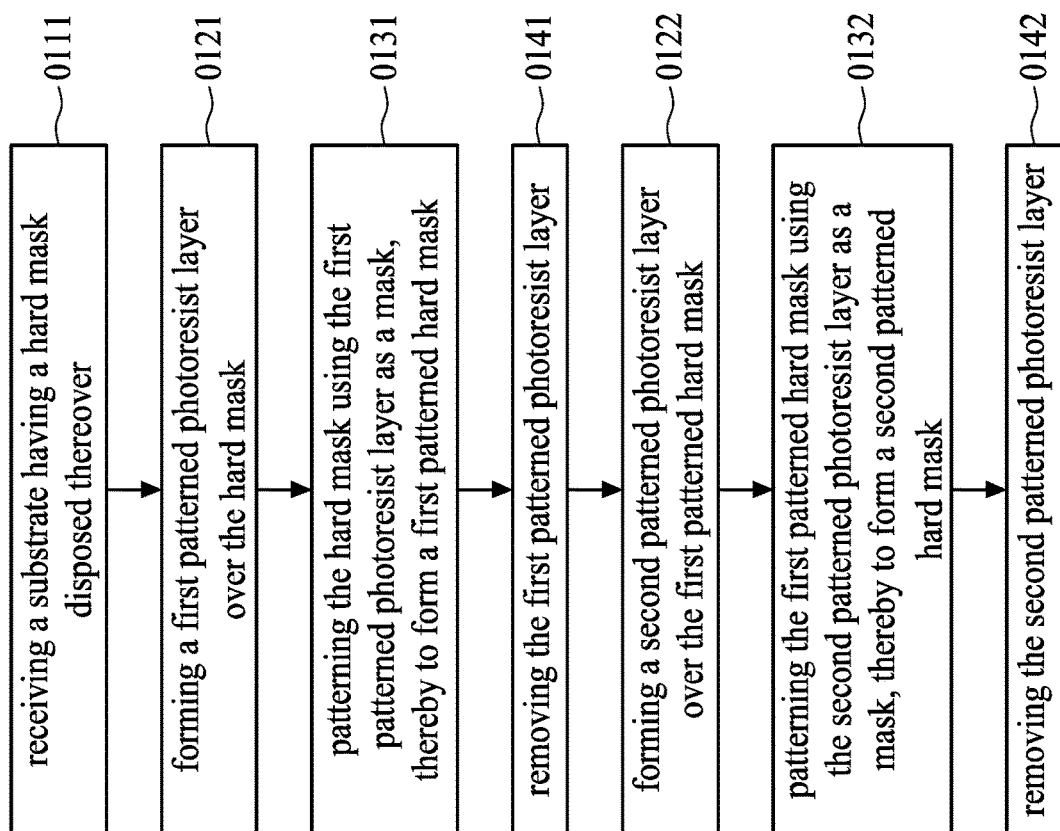 receiving a substrate having a hard mask
disposed thereover
0111
forming a first patterned photoresist layer
over the hard mask
0121
patterning the hard mask using the first
patterned photoresist layer as a mask,
thereby to form a first patterned hard mask
0131
removing the first patterned photoresist layer
0141
forming a second patterned photoresist layer
over the first patterned hard mask
0122
patterning the first patterned hard mask using
the second patterned photoresist layer as a
mask, thereby to form a second patterned
hard mask
0132
removing the second patterned photoresist layer
0142